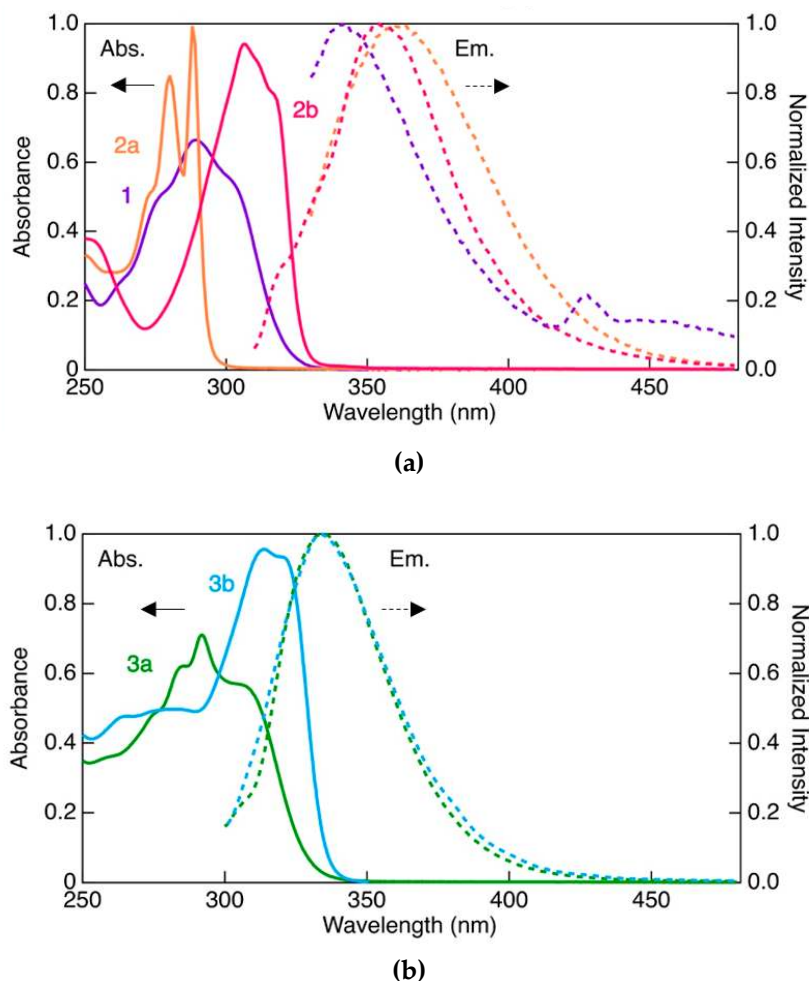 1.0
0.8
0.6
0.4
0.2
0
Absorbance
Abs.
Em.
2a
1
2b
1.0
0.8
0.6
0.4
0.2
0.0
Normalized Intensity
250
300
350
400
450
Wavelength (nm)
(a)
1.0
0.8
0.6
0.4
0.2
0
Absorbance
Abs.
Em.
3b
3a
1.0
0.8
0.6
0.4
0.2
0.0
Normalized Intensity
250
300
350
400
450
Wavelength (nm)
(b)